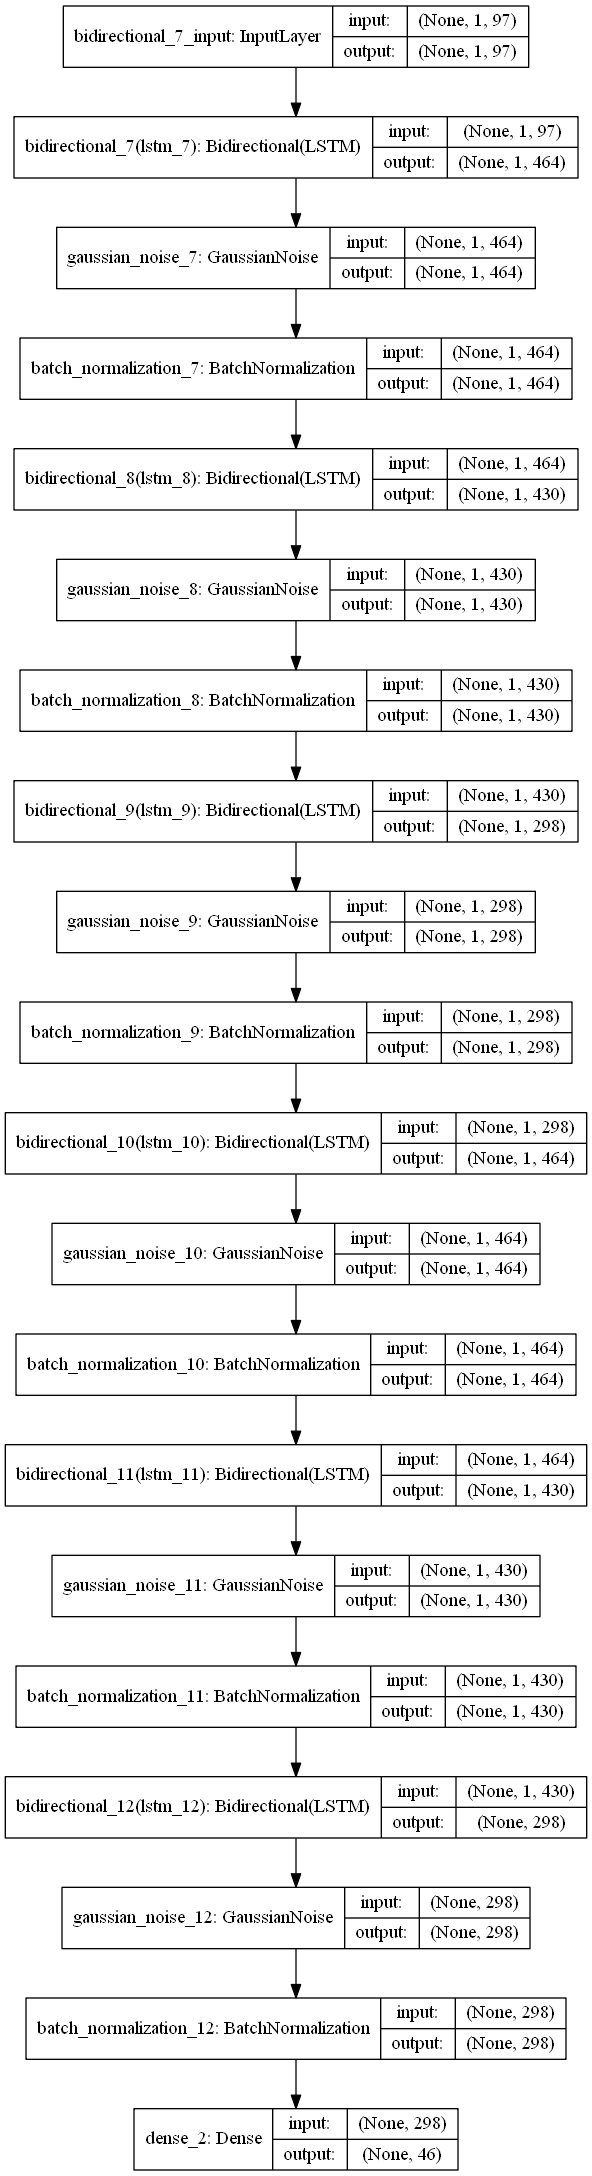 bidirectional_7_input: InputLayer
input: (None, 1, 97)
output: (None, 1, 97)
bidirectional_7(lstm_7): Bidirectional(LSTM)
input: (None, 1, 97)
output: (None, 1, 464)
gaussian_noise_7: GaussianNoise
input: (None, 1, 464)
output: (None, 1, 464)
batch_normalization_7: BatchNormalization
input: (None, 1, 464)
output: (None, 1, 464)
bidirectional_8(lstm_8): Bidirectional(LSTM)
input: (None, 1, 464)
output: (None, 1, 430)
gaussian_noise_8: GaussianNoise
input: (None, 1, 430)
output: (None, 1, 430)
batch_normalization_8: BatchNormalization
input: (None, 1, 430)
output: (None, 1, 430)
bidirectional_9(lstm_9): Bidirectional(LSTM)
input: (None, 1, 430)
output: (None, 1, 298)
gaussian_noise_9: GaussianNoise
input: (None, 1, 298)
output: (None, 1, 298)
batch_normalization_9: BatchNormalization
input: (None, 1, 298)
output: (None, 1, 298)
bidirectional_10(lstm_10): Bidirectional(LSTM)
input: (None, 1, 298)
output: (None, 1, 464)
gaussian_noise_10: GaussianNoise
input: (None, 1, 464)
output: (None, 1, 464)
batch_normalization_10: BatchNormalization
input: (None, 1, 464)
output: (None, 1, 464)
bidirectional_11(lstm_11): Bidirectional(LSTM)
input: (None, 1, 464)
output: (None, 1, 430)
gaussian_noise_11: GaussianNoise
input: (None, 1, 430)
output: (None, 1, 430)
batch_normalization_11: BatchNormalization
input: (None, 1, 430)
output: (None, 1, 430)
bidirectional_12(lstm_12): Bidirectional(LSTM)
input: (None, 1, 430)
output: (None, 298)
gaussian_noise_12: GaussianNoise
input: (None, 298)
output: (None, 298)
batch_normalization_12: BatchNormalization
input: (None, 298)
output: (None, 298)
dense_2: Dense
input: (None, 298)
output: (None, 46)